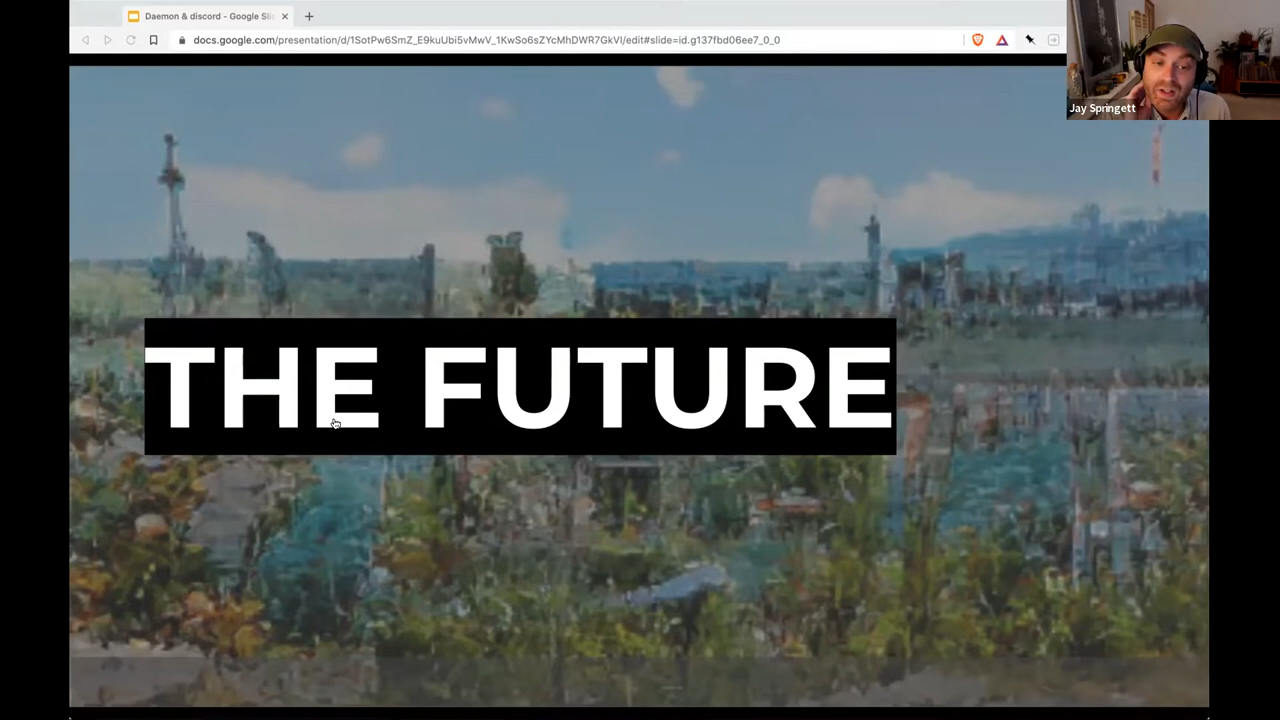 Daemon & discord - Google Sli
docs.google.com/presentation/d/1SotPw6SmZ_E9kuUbi5vMwV_1KwSo6sZYcMhDWR7GkVI/edit#slide=id.g137fbd06ee7_0_0
Jay Springett
THE FUTURE